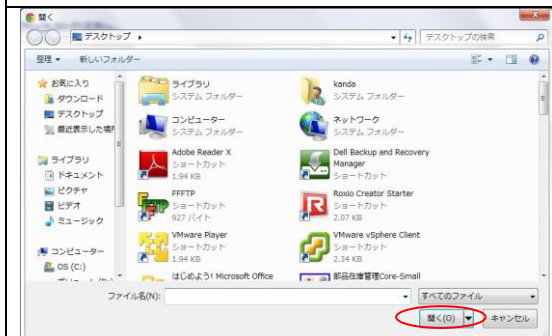 開く
デスクトップ
デスクトップの検索
整理 新しいフォルダー
お気に入り
ダウンロード
デスクトップ
最近表示した場所
ライブラリ
ドキュメント
ピクチャ
ビデオ
ミュージック
コンピューター
OS (C:)
ライブラリ
システム フォルダー
kanda
システム フォルダー
コンピューター
システム フォルダー
ネットワーク
システム フォルダー
Adobe Reader X
ショートカット
1.94 KB
Dell Backup and Recovery
Manager
ショートカット
FFFTP
ショートカット
927 バイト
Roxio Creator Starter
ショートカット
2.07 KB
VMware Player
ショートカット
1.94 KB
VMware vSphere Client
ショートカット
2.34 KB
はじめよう! Microsoft Office
部品在庫管理Core-Small
ファイル名(N):
すべてのファイル
開く(O)
キャンセル